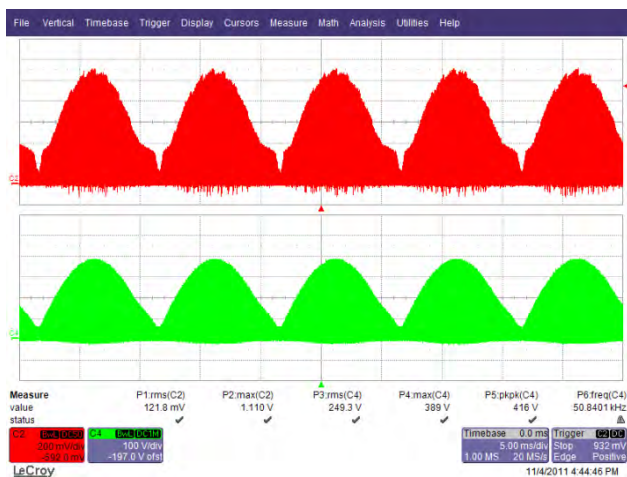 File Vertical Timebase Trigger Display Cursors Measure Math Analysis Utilities Help
C2
C4
Measure P1:rms(C2) P2:max(C2) P3:rms(C4) P4:max(C4) P5:pkpk(C4) P6:freq(C4)
value 121.8 mV 1.110 V 249.3 V 389 V 416 V 50.8401 kHz
status
C2 BwL DC50 C4 BwL DC1M Timebase 0.0 ms Trigger C2 DC
200 mV/div 100 V/div 5.00 ms/div Stop 932 mV
-592.0 mV -197.0 V ofst 1.00 MS 20 MS/s Edge Positive
LeCroy 11/4/2011 4:44:46 PM